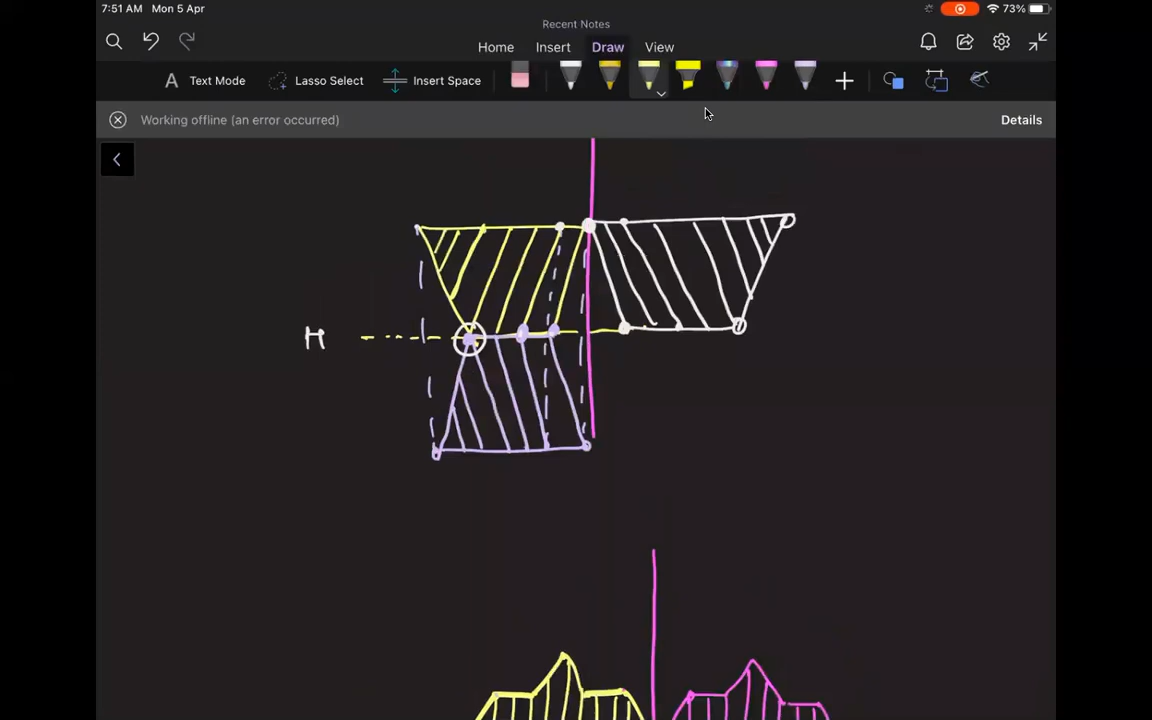 7:51 AM Mon 5 Apr
73%
Recent Notes
Home Insert Draw View
Text Mode Lasso Select Insert Space
Working offline (an error occurred) Details
H